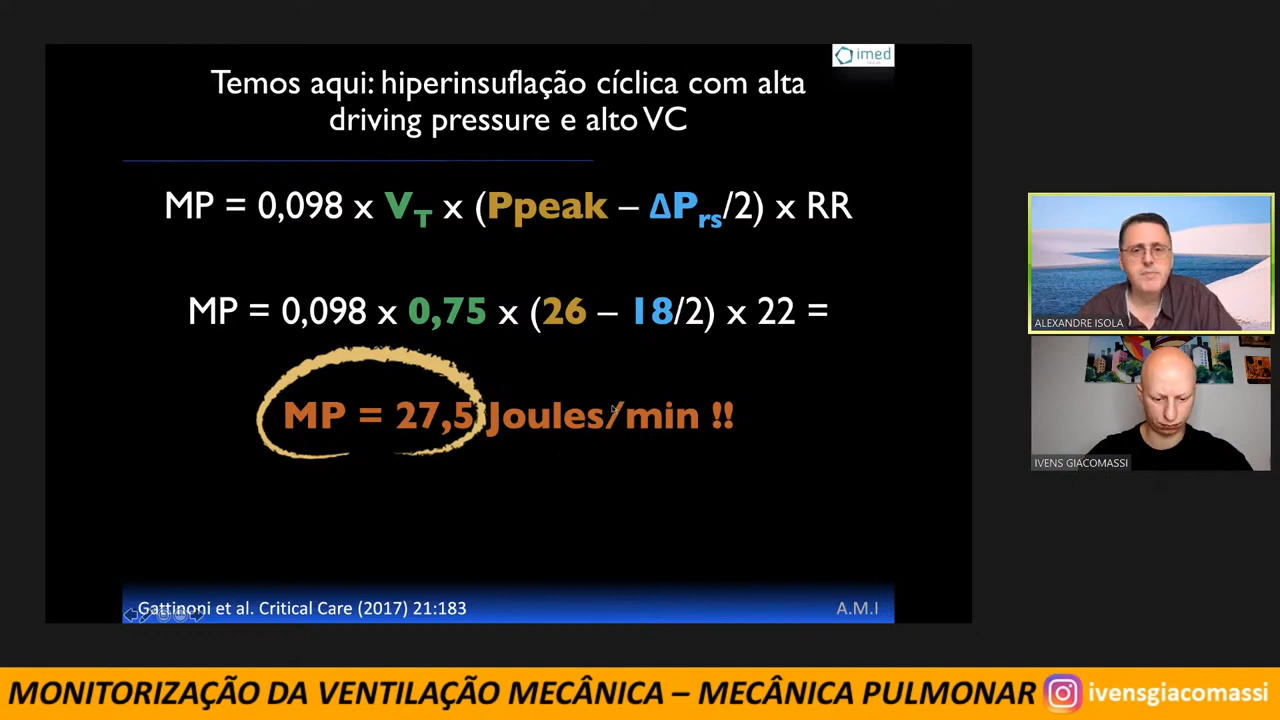 imed
Temos aqui: hiperinsuflação cíclica com alta
driving pressure e alto VC
MP = 0,098 x VT x (Ppeak – ΔPrs/2) x RR
MP = 0,098 x 0,75 x (26 – 18/2) x 22 =
MP = 27,5 Joules/min !!
Gattinoni et al. Critical Care (2017) 21:183
A.M.I
ALEXANDRE ISOLA
IVENS GIACOMASSI
MONITORIZAÇÃO DA VENTILAÇÃO MECÂNICA – MECÂNICA PULMONAR ivensgiacomassi